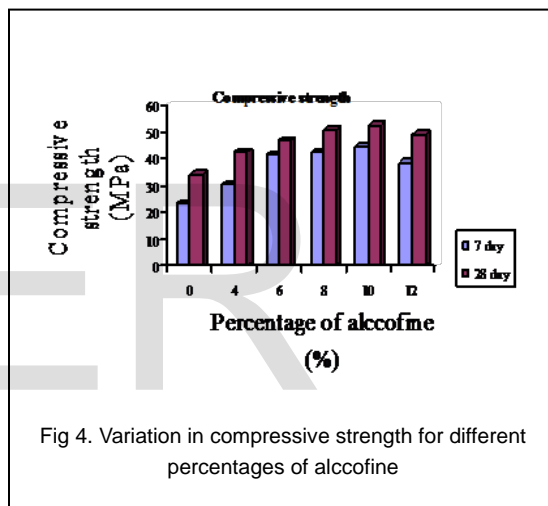 Compressive strength
Compressive
strength
(MPa)
60
50
40
30
20
10
0
0 4 6 8 10 12
Percentage of alccofine
(%)
7 day
28 day
ER
Fig 4. Variation in compressive strength for different
percentages of alccofine